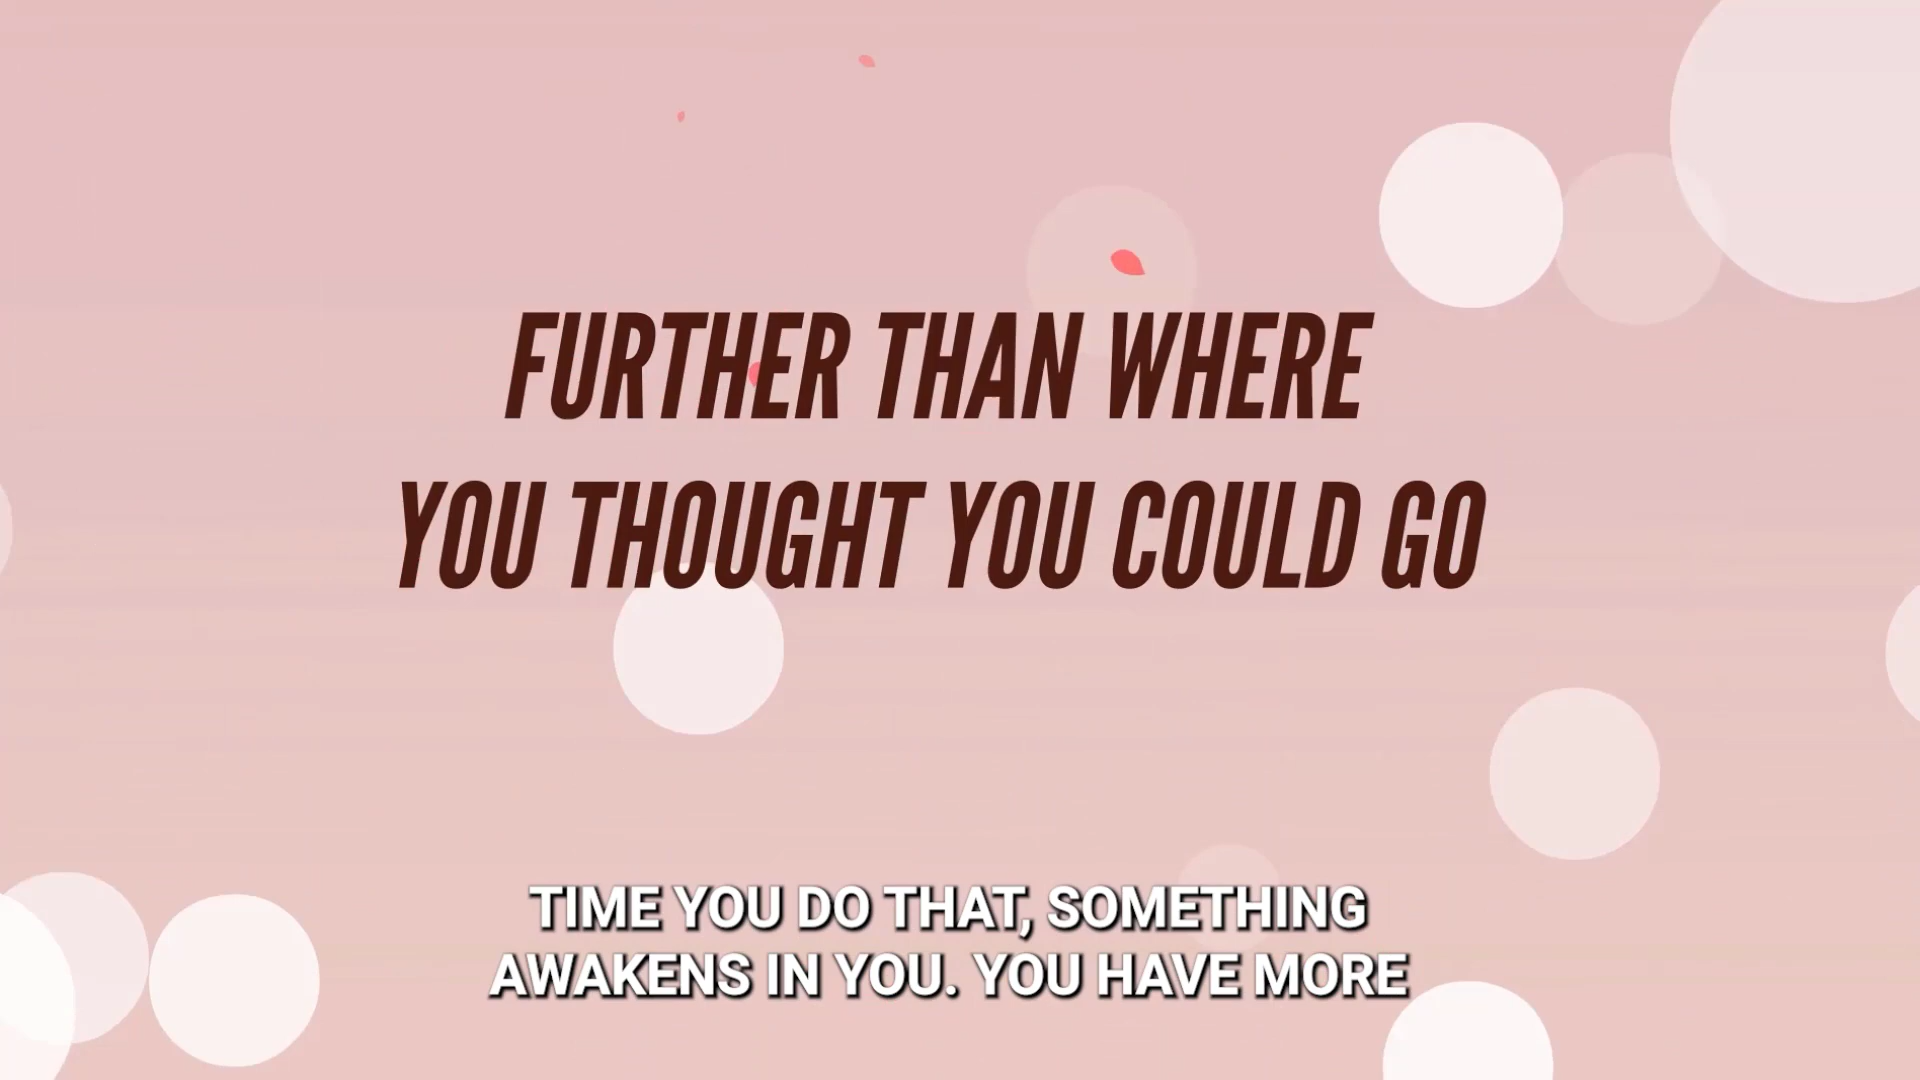 FURTHER THAN WHERE
YOU THOUGHT YOU COULD GO
TIME YOU DO THAT, SOMETHING
AWAKENS IN YOU. YOU HAVE MORE